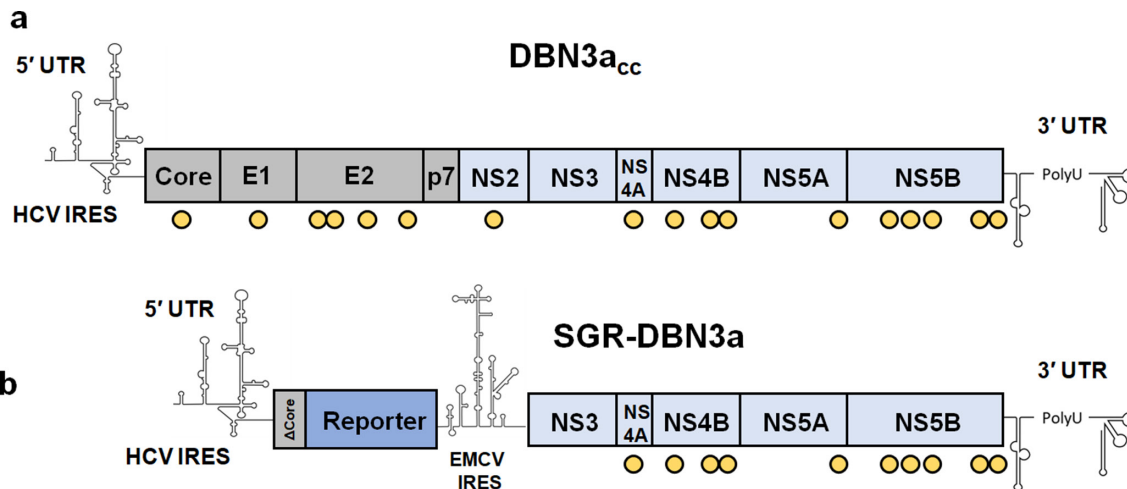 a
DBN3acc
5′ UTR
3′ UTR
Core E1 E2 p7 NS2 NS3 NS 4A NS4B NS5A NS5B
PolyU
HCV IRES
b
5′ UTR
SGR-DBN3a
3′ UTR
ΔCore Reporter NS3 NS 4A NS4B NS5A NS5B
PolyU
HCV IRES
EMCV
IRES